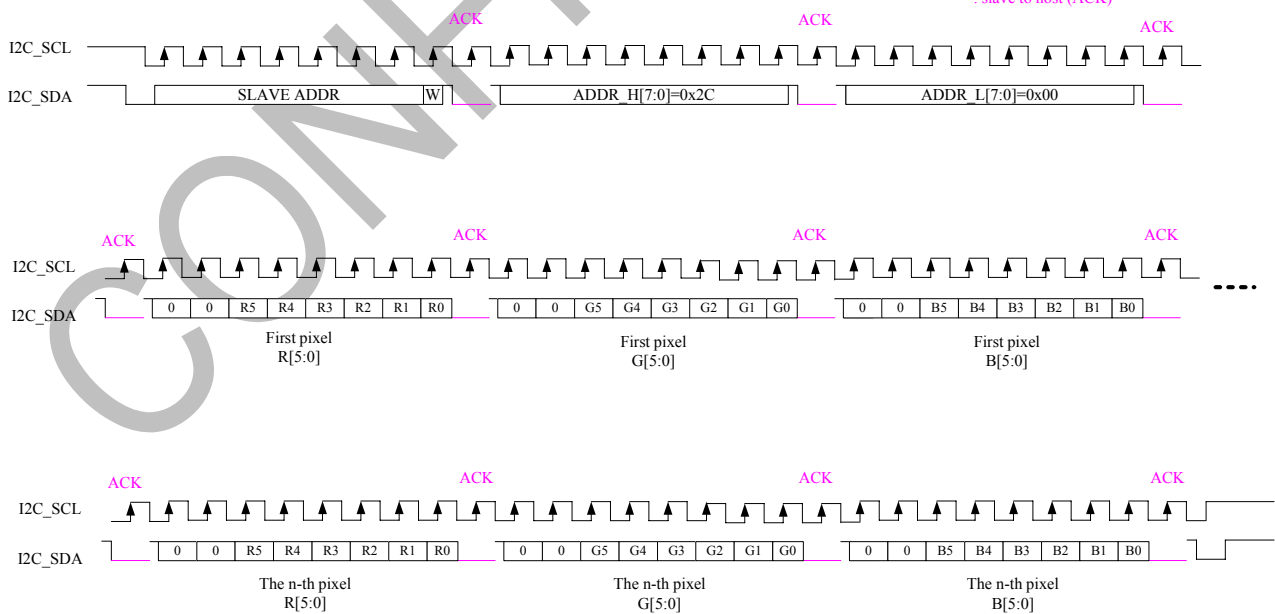 : slave to host (ACK)
ACK ACK ACK
I2C_SCL
I2C_SDA SLAVE ADDR W ADDR_H[7:0]=0x2C ADDR_L[7:0]=0x00
ACK ACK ACK ACK
I2C_SCL
I2C_SDA 0 0 R5 R4 R3 R2 R1 R0 0 0 G5 G4 G3 G2 G1 G0 0 0 B5 B4 B3 B2 B1 B0
First pixel First pixel First pixel
R[5:0] G[5:0] B[5:0]
ACK ACK ACK ACK
I2C_SCL
I2C_SDA 0 0 R5 R4 R3 R2 R1 R0 0 0 G5 G4 G3 G2 G1 G0 0 0 B5 B4 B3 B2 B1 B0
The n-th pixel The n-th pixel The n-th pixel
R[5:0] G[5:0] B[5:0]
CON